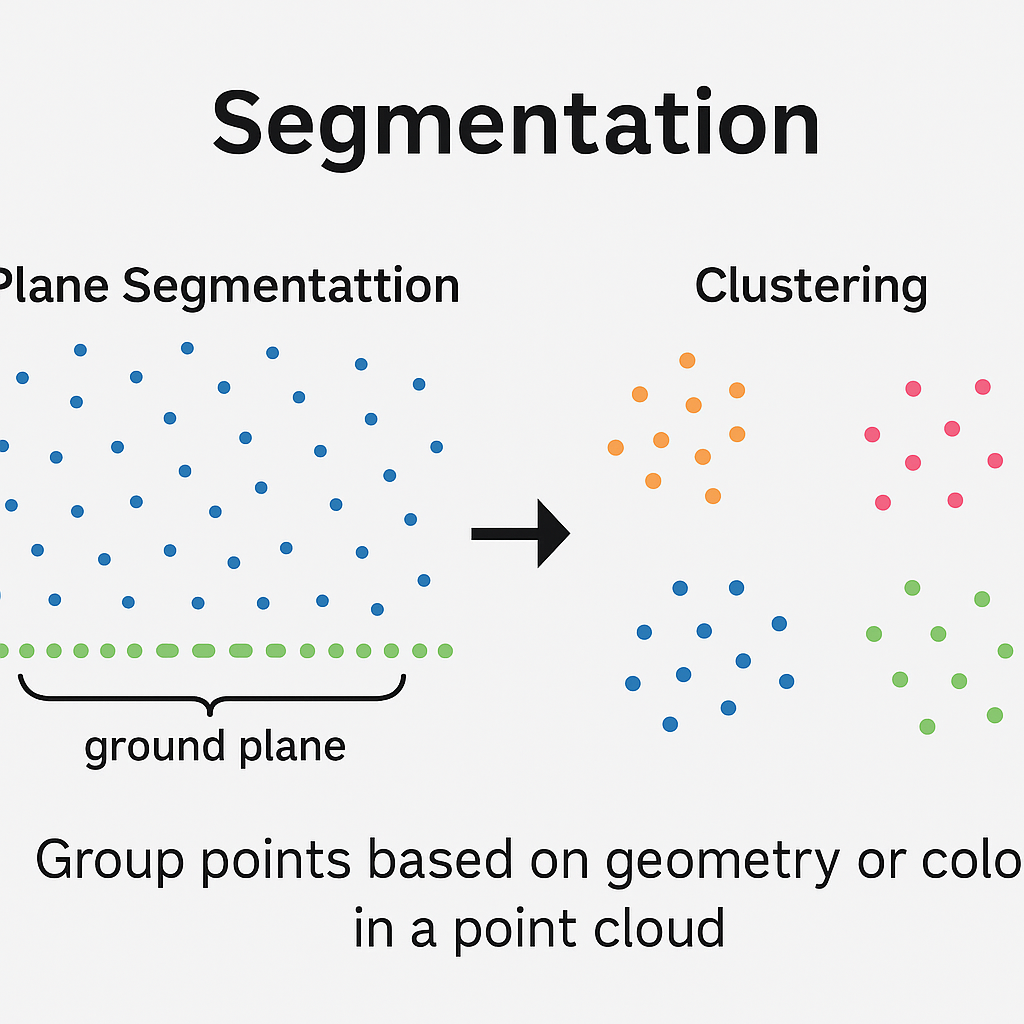 Segmentation
Plane Segmentattion
Clustering
ground plane
Group points based on geometry or colo
in a point cloud